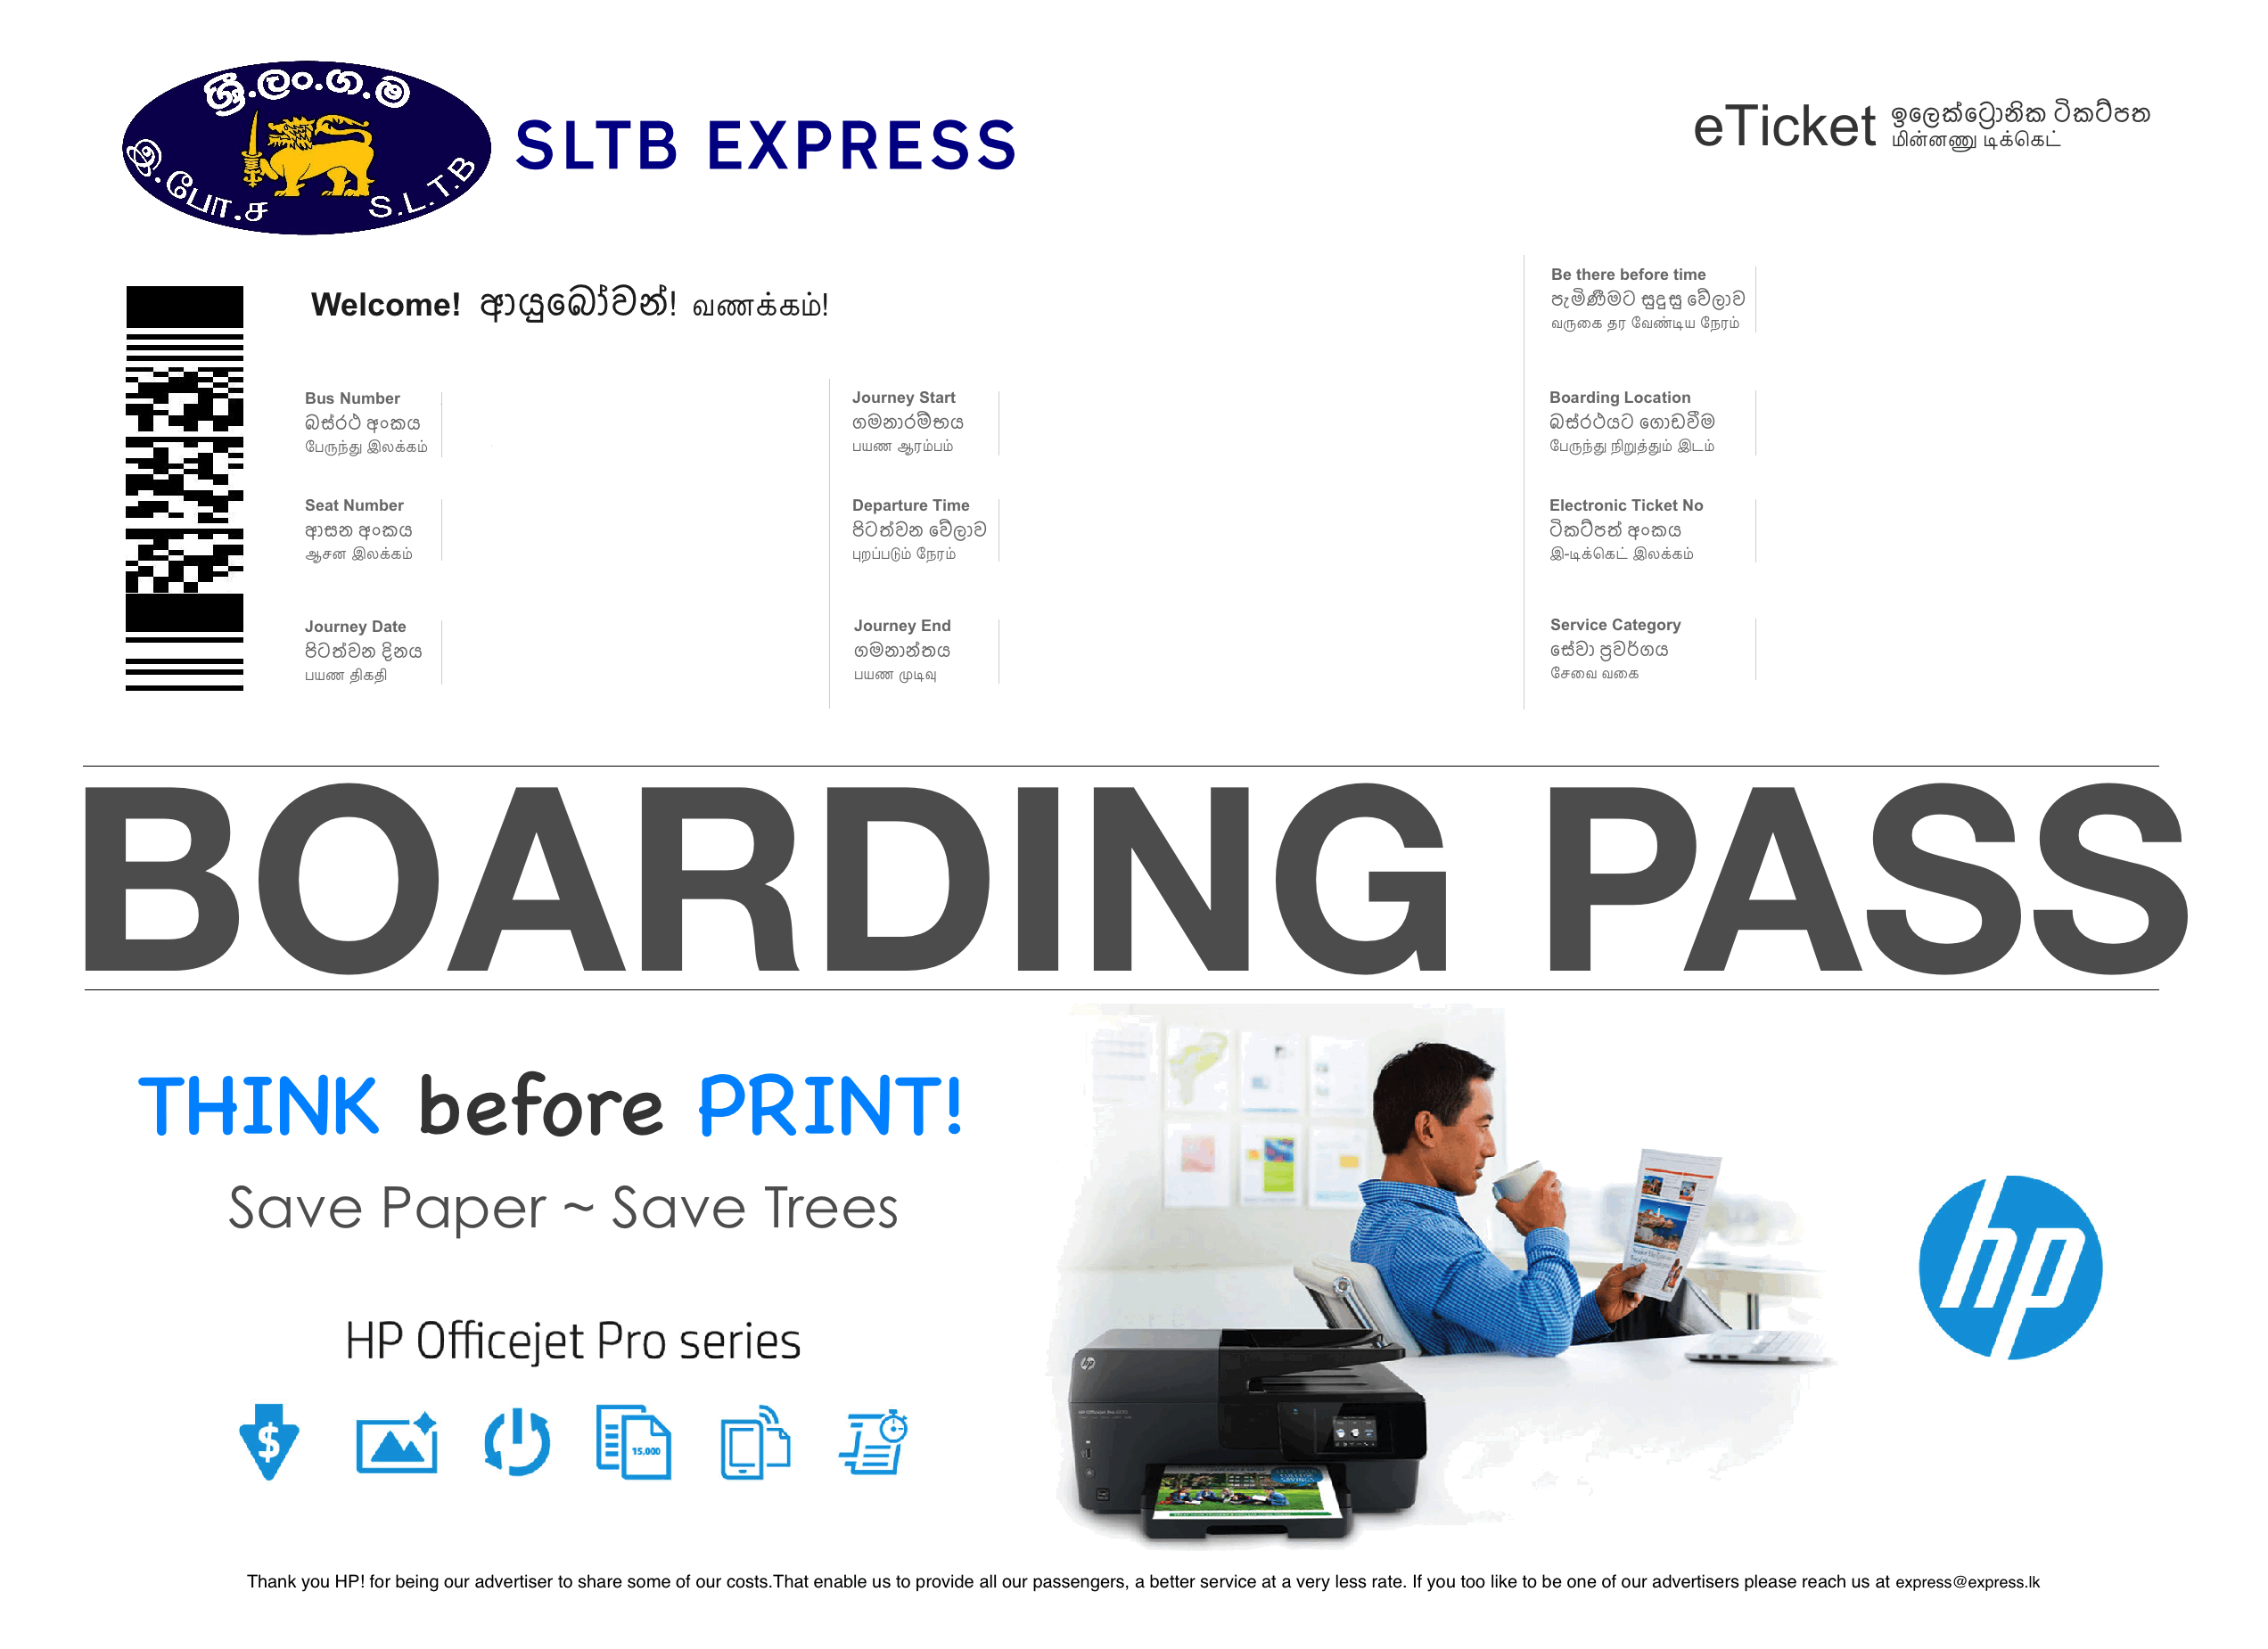 ශ්‍රී.ලං.ග.ම
இ.போ.ச
S.L.T.B
SLTB EXPRESS
eTicket ඉලෙක්ට්‍රොනික ටිකට්පත
மின்னணு டிக்கெட்
Welcome! ආයුබෝවන්! வணக்கம்!
Be there before time
පැමිණීමට සුදුසු වේලාව
வருகை தர வேண்டிய நேரம்
Bus Number
බස්රථ අංකය
பேருந்து இலக்கம்
Journey Start
ගමනාරම්භය
பயண ஆரம்பம்
Boarding Location
බස්රථයට ගොඩවීම
பேருந்து நிறுத்தும் இடம்
Seat Number
ආසන අංකය
ஆசன இலக்கம்
Departure Time
පිටත්වන වේලාව
புறப்படும் நேரம்
Electronic Ticket No
ටිකට්පත් අංකය
இ-டிக்கெட் இலக்கம்
Journey Date
පිටත්වන දිනය
பயண திகதி
Journey End
ගමනාන්තය
பயண முடிவு
Service Category
සේවා ප්‍රවර්ගය
சேவை வகை
BOARDING PASS
THINK before PRINT!
Save Paper ~ Save Trees
hp
HP Officejet Pro series
$
15.000
Thank you HP! for being our advertiser to share some of our costs.That enable us to provide all our passengers, a better service at a very less rate. If you too like to be one of our advertisers please reach us at express@express.lk